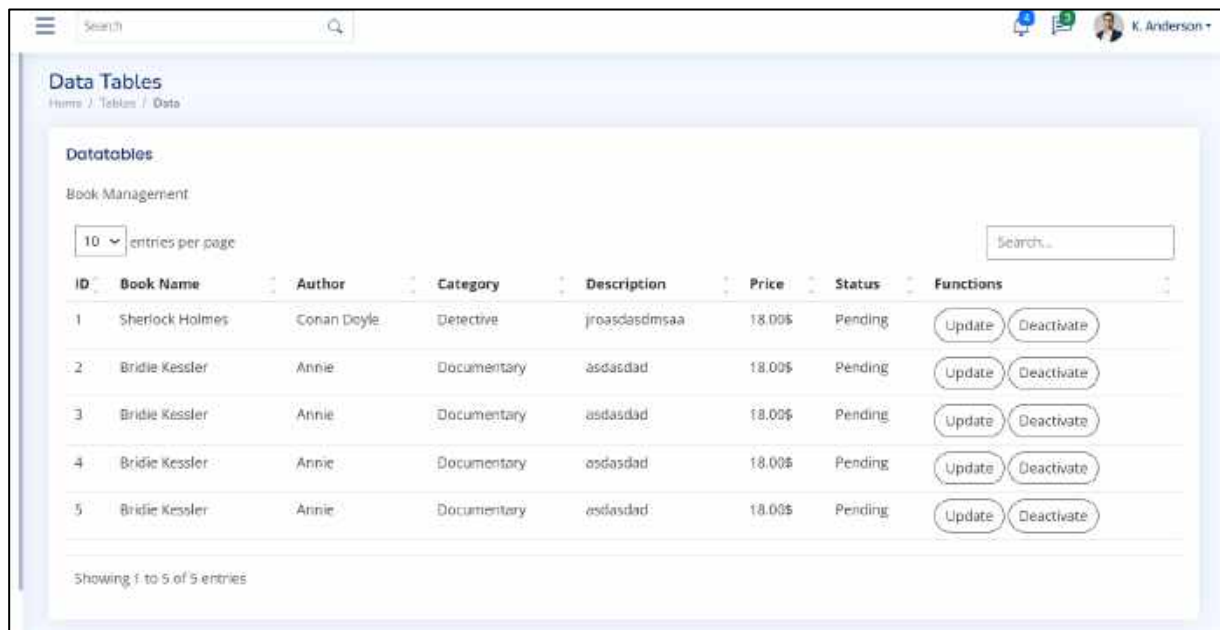 Search
4
3
K. Anderson
Data Tables
Home / Tables / Data
Datatables
Book Management
10 entries per page
Search...
ID Book Name Author Category Description Price Status Functions
1 Sherlock Holmes Conan Doyle Detective jroasdasdmsaa 18.00$ Pending Update Deactivate
2 Bridie Kessler Annie Documentary asdasdad 18.00$ Pending Update Deactivate
3 Bridie Kessler Annie Documentary asdasdad 18.00$ Pending Update Deactivate
4 Bridie Kessler Annie Documentary asdasdad 18.00$ Pending Update Deactivate
5 Bridie Kessler Annie Documentary asdasdad 18.00$ Pending Update Deactivate
Showing 1 to 5 of 5 entries